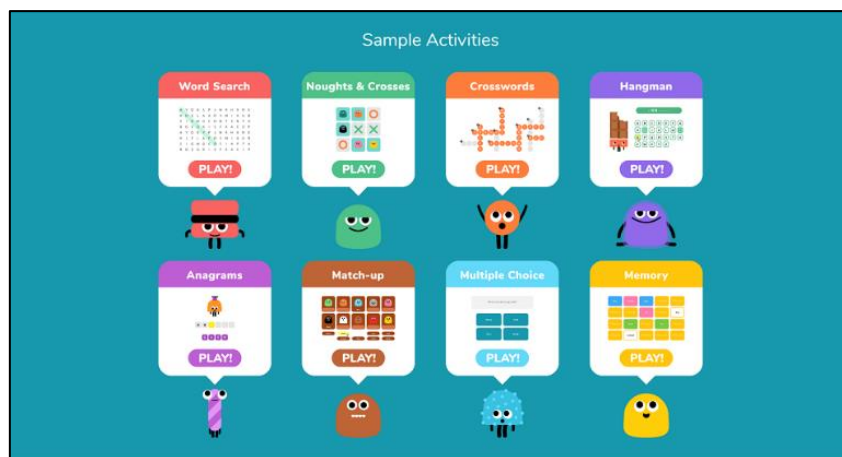 Sample Activities
Word Search
Noughts & Crosses
Crosswords
Hangman
PLAY!
PLAY!
PLAY!
PLAY!
Anagrams
Match-up
Multiple Choice
Memory
PLAY!
PLAY!
PLAY!
PLAY!